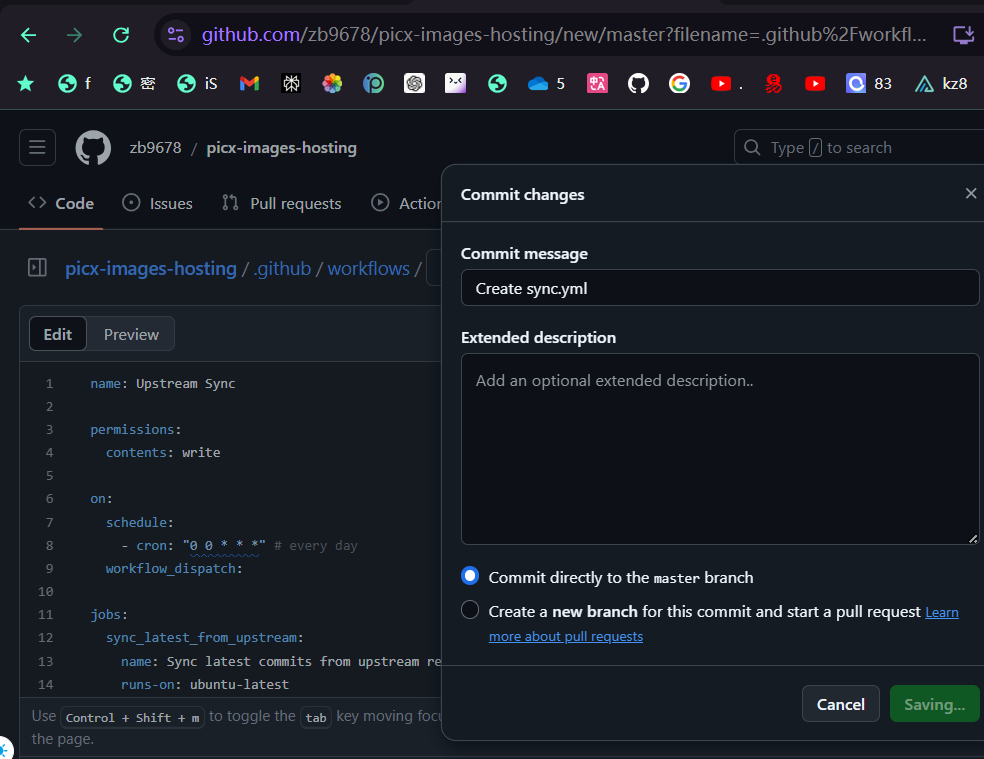 github.com/zb9678/picx-images-hosting/new/master?filename=.github%2Fworkfl...
f 密 iS 5 . 83 kz8
zb9678 / picx-images-hosting
Type / to search
Code Issues Pull requests Action
picx-images-hosting / .github / workflows /
Edit Preview
1 name: Upstream Sync
2
3 permissions:
4 contents: write
5
6 on:
7 schedule:
8 - cron: "0 0 * * *" # every day
9 workflow_dispatch:
10
11 jobs:
12 sync_latest_from_upstream:
13 name: Sync latest commits from upstream re
14 runs-on: ubuntu-latest
Use Control + Shift + m to toggle the tab key moving focu
the page.
Commit changes
Commit message
Create sync.yml
Extended description
Add an optional extended description..
Commit directly to the master branch
Create a new branch for this commit and start a pull request Learn
more about pull requests
Cancel Saving...